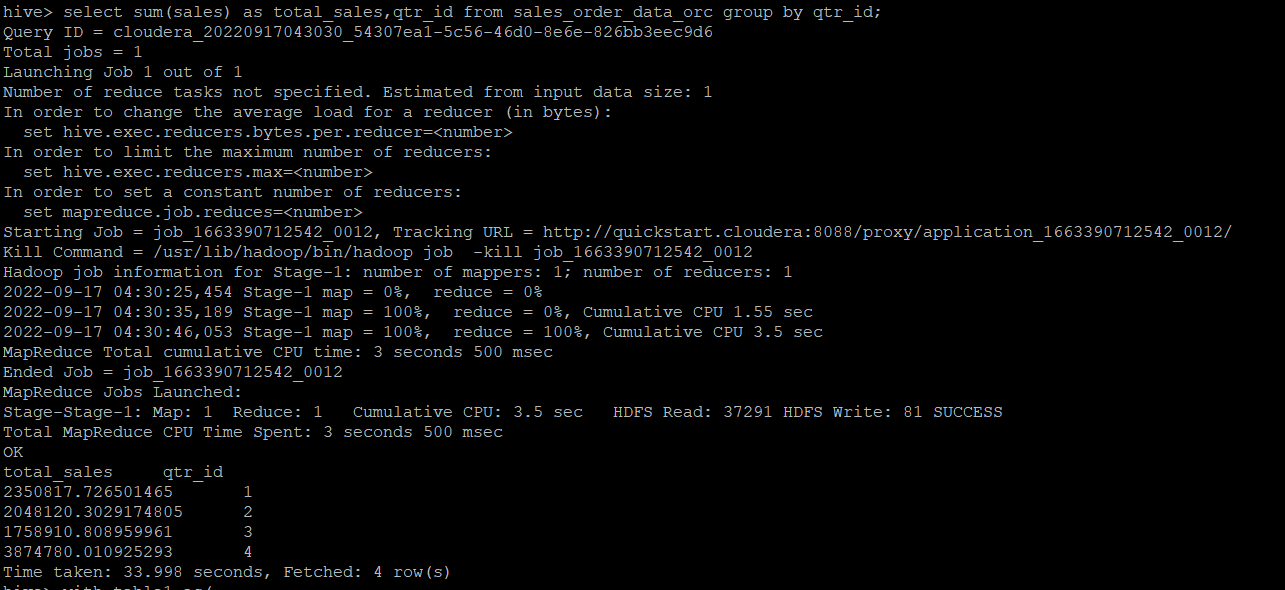 hive> select sum(sales) as total_sales,qtr_id from sales_order_data_orc group by qtr_id;
Query ID = cloudera_20220917043030_54307ea1-5c56-46d0-8e6e-826bb3eec9d6
Total jobs = 1
Launching Job 1 out of 1
Number of reduce tasks not specified. Estimated from input data size: 1
In order to change the average load for a reducer (in bytes):
  set hive.exec.reducers.bytes.per.reducer=<number>
In order to limit the maximum number of reducers:
  set hive.exec.reducers.max=<number>
In order to set a constant number of reducers:
  set mapreduce.job.reduces=<number>
Starting Job = job_1663390712542_0012, Tracking URL = http://quickstart.cloudera:8088/proxy/application_1663390712542_0012/
Kill Command = /usr/lib/hadoop/bin/hadoop job  -kill job_1663390712542_0012
Hadoop job information for Stage-1: number of mappers: 1; number of reducers: 1
2022-09-17 04:30:25,454 Stage-1 map = 0%,  reduce = 0%
2022-09-17 04:30:35,189 Stage-1 map = 100%,  reduce = 0%, Cumulative CPU 1.55 sec
2022-09-17 04:30:46,053 Stage-1 map = 100%,  reduce = 100%, Cumulative CPU 3.5 sec
MapReduce Total cumulative CPU time: 3 seconds 500 msec
Ended Job = job_1663390712542_0012
MapReduce Jobs Launched:
Stage-Stage-1: Map: 1  Reduce: 1   Cumulative CPU: 3.5 sec   HDFS Read: 37291 HDFS Write: 81 SUCCESS
Total MapReduce CPU Time Spent: 3 seconds 500 msec
OK
total_sales     qtr_id
2350817.726501465       1
2048120.3029174805      2
1758910.808959961       3
3874780.010925293       4
Time taken: 33.998 seconds, Fetched: 4 row(s)
hive> with table1 as(